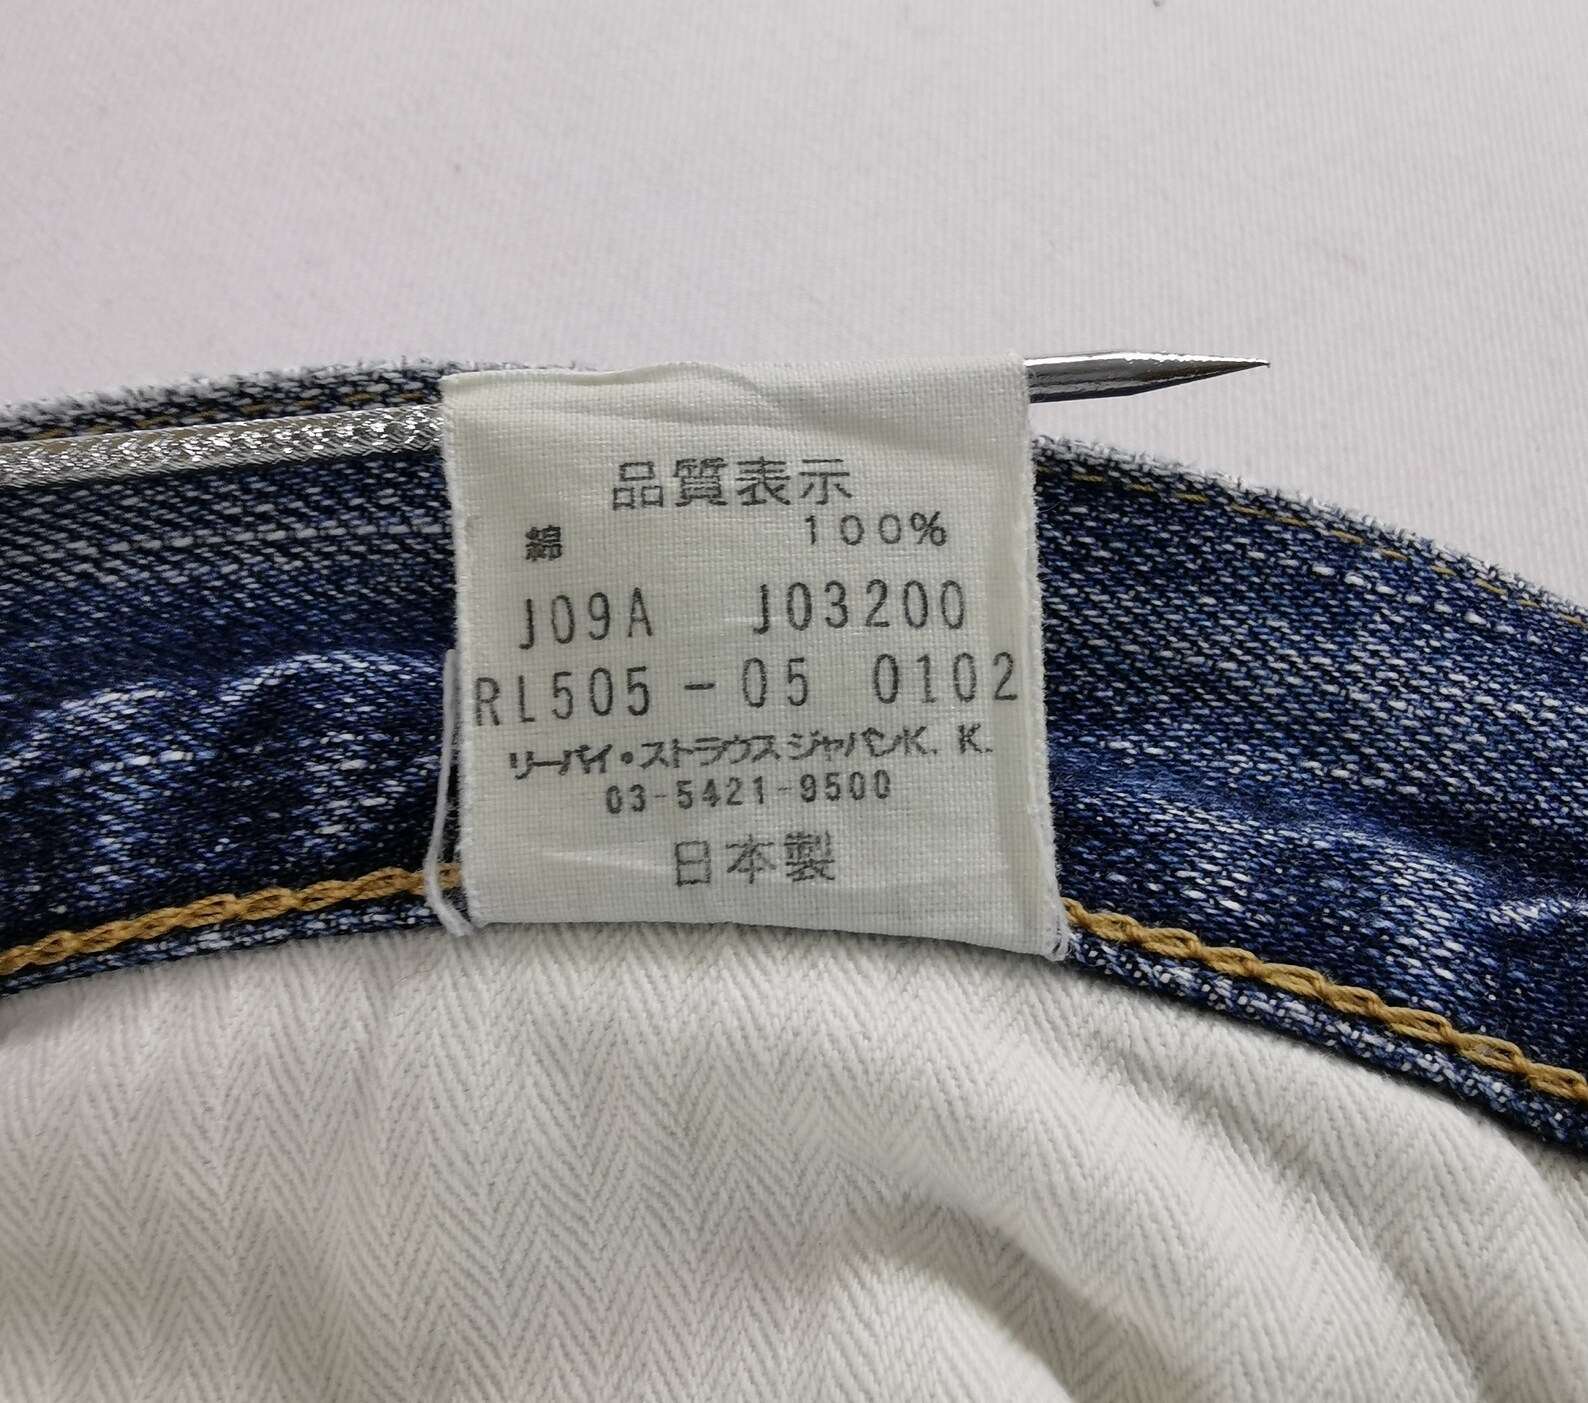 品質表示
綿 100%
J09A J03200
RL505-05 0102
リーバイ・ストラウスジャパンK.K.
03-5421-9500
日本製